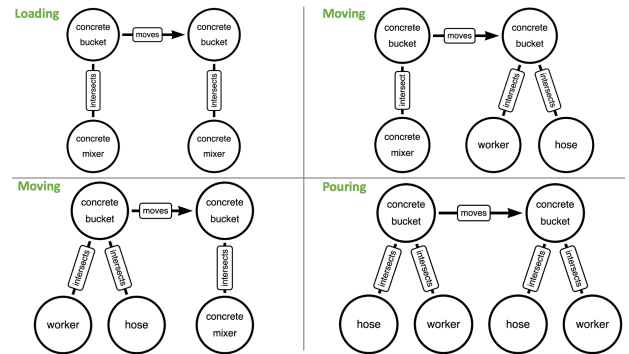 Loading
concrete
bucket
moves
concrete
bucket
intersects
intersects
concrete
mixer
concrete
mixer
Moving
concrete
bucket
moves
concrete
bucket
intersect
intersects
intersects
concrete
mixer
worker
hose
Moving
concrete
bucket
moves
concrete
bucket
intersects
intersects
intersects
worker
hose
concrete
mixer
Pouring
concrete
bucket
moves
concrete
bucket
intersects
intersects
intersects
intersects
hose
worker
hose
worker